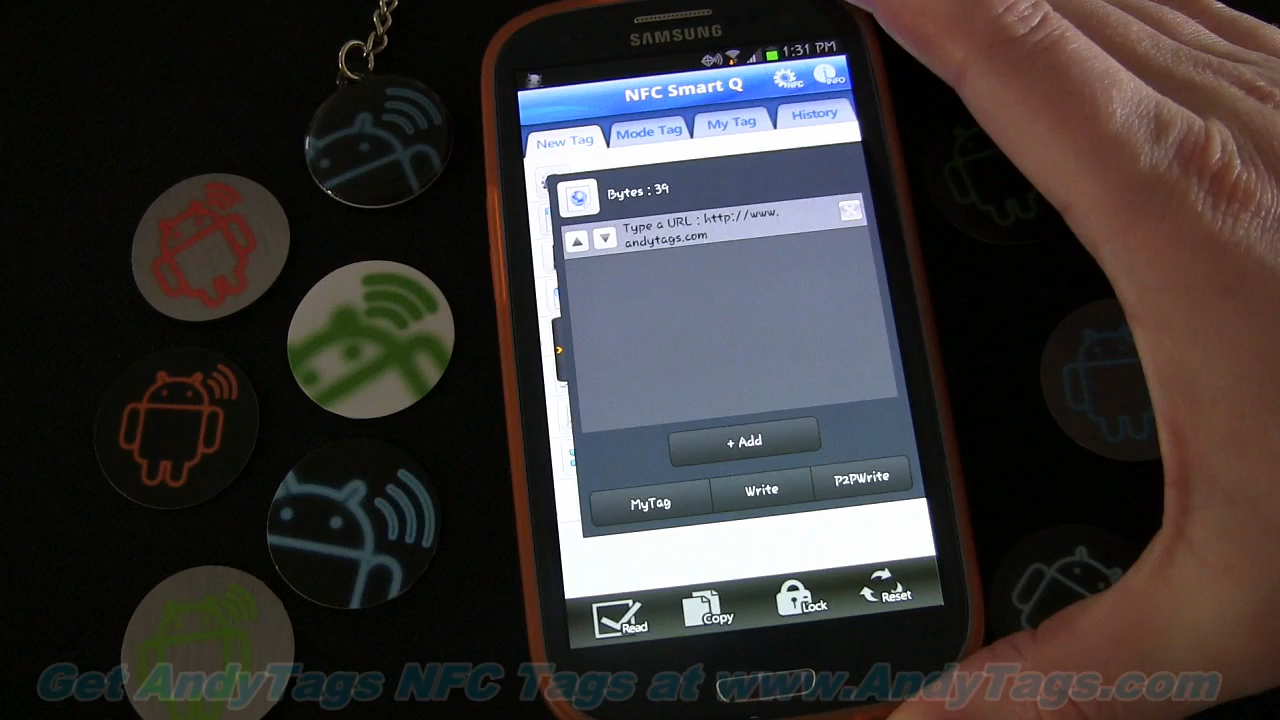 SAMSUNG
1:31 PM
NFC Smart Q
NFC
INFO
New Tag
Mode Tag
My Tag
History
Bytes : 39
Type a URL : http://www.
andytags.com
+ Add
MyTag
Write
P2PWrite
Read
Copy
Lock
Reset
Get AndyTags NFC Tags at www.AndyTags.com